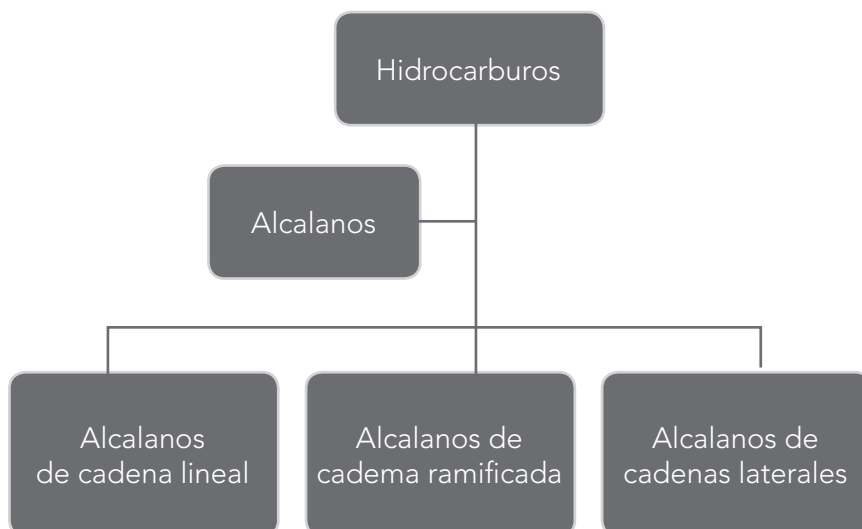 Hidrocarburos
Alcalanos
Alcalanos
de cadena lineal
Alcalanos de
cadema ramificada
Alcalanos de
cadenas laterales